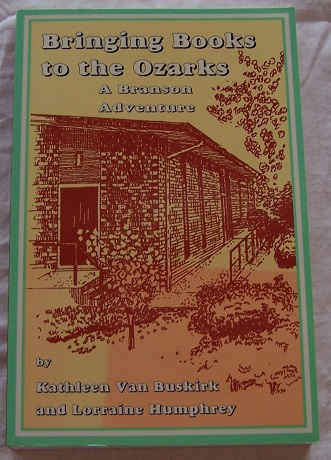 Bringing Books
to the Ozarks
A Branson
Adventure
by
Kathleen Van Buskirk
and Lorraine Humphrey